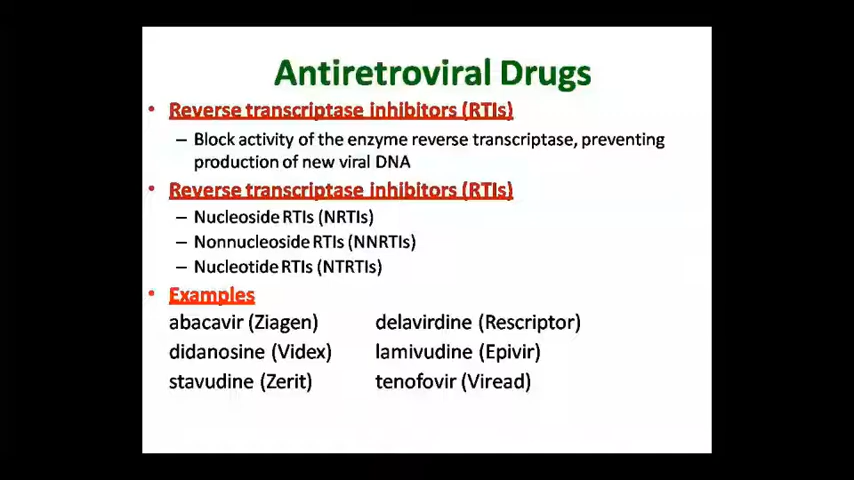 Antiretroviral Drugs
• Reverse transcriptase inhibitors (RTIs)
– Block activity of the enzyme reverse transcriptase, preventing
production of new viral DNA
• Reverse transcriptase inhibitors (RTIs)
– Nucleoside RTIs (NRTIs)
– Nonnucleoside RTIs (NNRTIs)
– Nucleotide RTIs (NTRTIs)
• Examples
abacavir (Ziagen) delavirdine (Rescriptor)
didanosine (Videx) lamivudine (Epivir)
stavudine (Zerit) tenofovir (Viread)